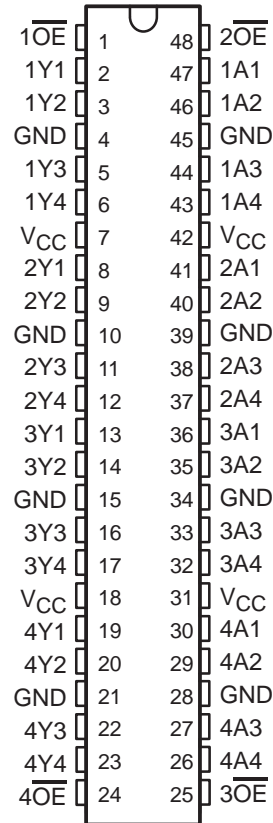 1O̅E̅ 1 48 2O̅E̅
1Y1 2 47 1A1
1Y2 3 46 1A2
GND 4 45 GND
1Y3 5 44 1A3
1Y4 6 43 1A4
VCC 7 42 VCC
2Y1 8 41 2A1
2Y2 9 40 2A2
GND 10 39 GND
2Y3 11 38 2A3
2Y4 12 37 2A4
3Y1 13 36 3A1
3Y2 14 35 3A2
GND 15 34 GND
3Y3 16 33 3A3
3Y4 17 32 3A4
VCC 18 31 VCC
4Y1 19 30 4A1
4Y2 20 29 4A2
GND 21 28 GND
4Y3 22 27 4A3
4Y4 23 26 4A4
4O̅E̅ 24 25 3O̅E̅